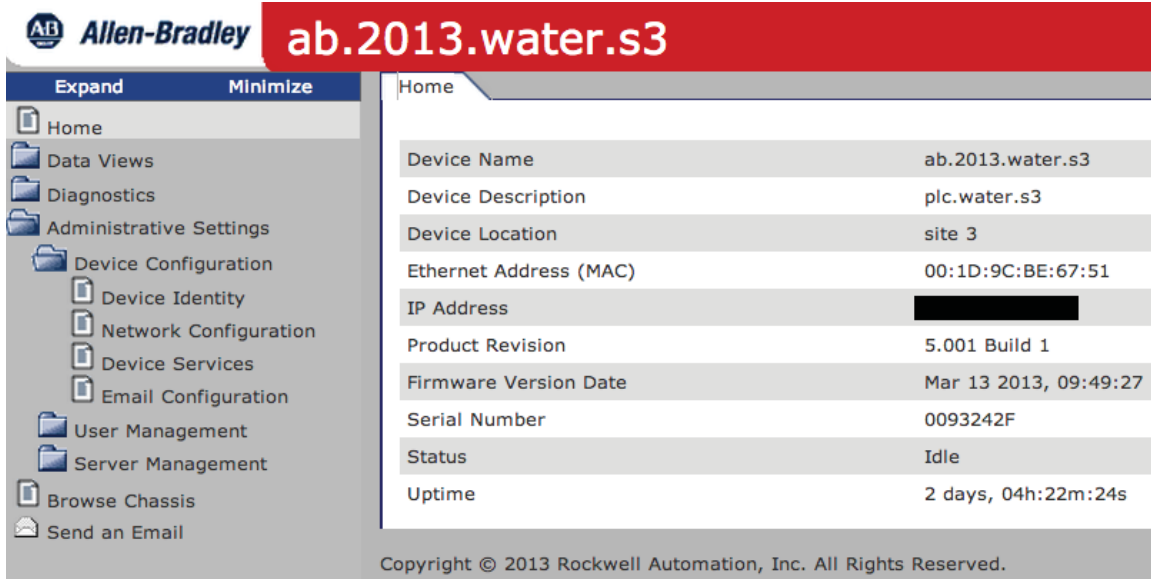 AB Allen-Bradley
ab.2013.water.s3
Expand Minimize
Home
Data Views
Diagnostics
Administrative Settings
Device Configuration
Device Identity
Network Configuration
Device Services
Email Configuration
User Management
Server Management
Browse Chassis
Send an Email
Home
Device Name ab.2013.water.s3
Device Description plc.water.s3
Device Location site 3
Ethernet Address (MAC) 00:1D:9C:BE:67:51
IP Address
Product Revision 5.001 Build 1
Firmware Version Date Mar 13 2013, 09:49:27
Serial Number 0093242F
Status Idle
Uptime 2 days, 04h:22m:24s
Copyright © 2013 Rockwell Automation, Inc. All Rights Reserved.